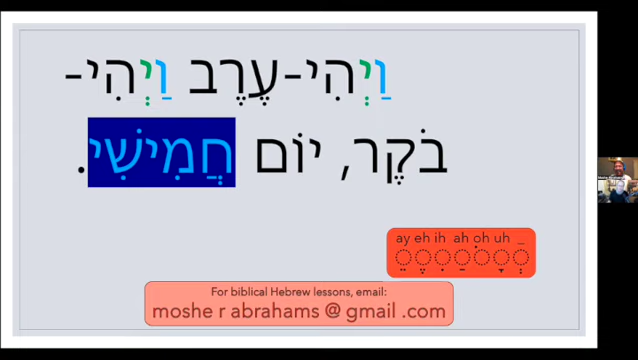 וַיְהִי-עֶרֶב וַיְהִי-
בֹקֶר, יוֹם חֲמִישִׁי.
ay eh ih ah oh uh _
For biblical Hebrew lessons, email:
moshe r abrahams @ gmail .com